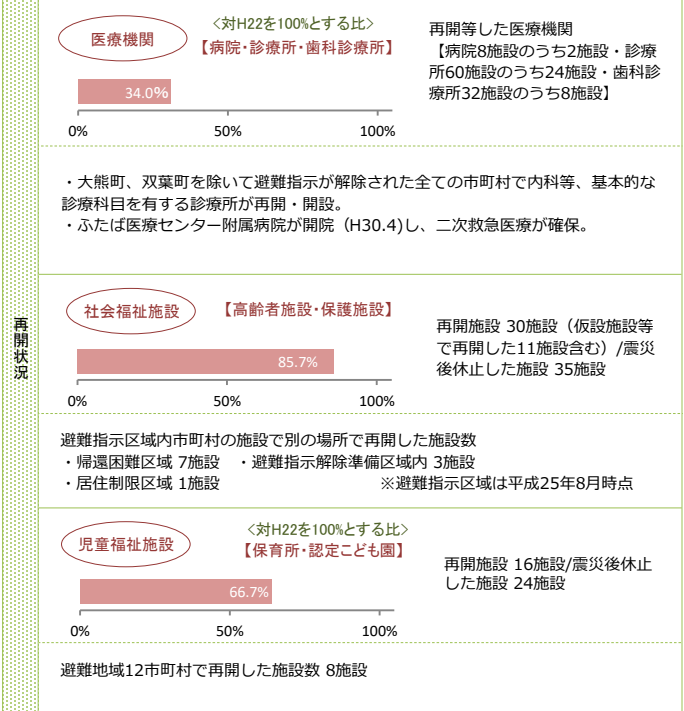 再開状況
医療機関
<対H22を100%とする比>
【病院・診療所・歯科診療所】
34.0%
0% 50% 100%
再開等した医療機関
【病院8施設のうち2施設・診療
所60施設のうち24施設・歯科診
療所32施設のうち8施設】
・大熊町、双葉町を除いて避難指示が解除された全ての市町村で内科等、基本的な
診療科目を有する診療所が再開・開設。
・ふたば医療センター附属病院が開院（H30.4)し、二次救急医療が確保。
社会福祉施設
【高齢者施設・保護施設】
85.7%
0% 50% 100%
再開施設 30施設（仮設施設等
で再開した11施設含む）/震災
後休止した施設 35施設
避難指示区域内市町村の施設で別の場所で再開した施設数
・帰還困難区域 7施設 ・避難指示解除準備区域内 3施設
・居住制限区域 1施設 ※避難指示区域は平成25年8月時点
児童福祉施設
<対H22を100%とする比>
【保育所・認定こども園】
66.7%
0% 50% 100%
再開施設 16施設/震災後休止
した施設 24施設
避難地域12市町村で再開した施設数 8施設